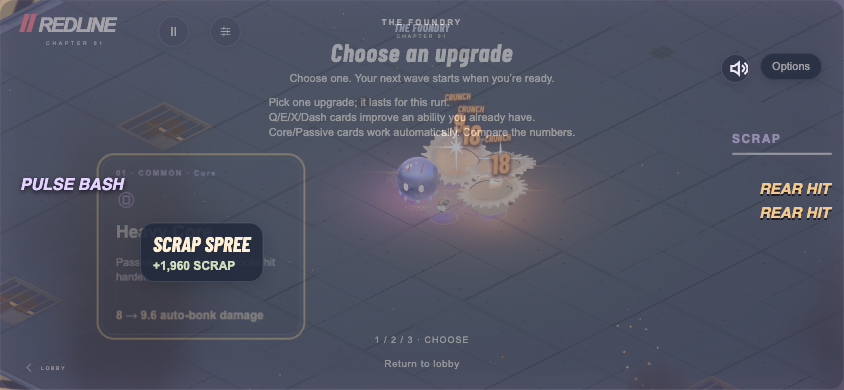 REDLINE
CHAPTER 01
THE FOUNDRY
THE FOUNDRY
CHAPTER 01
Choose an upgrade
Choose one. Your next wave starts when you're ready.
Pick one upgrade; it lasts for this run.
Q/E/X/Dash cards improve an ability you already have.
Core/Passive cards work automatically. Compare the numbers.
Options
SCRAP
CRUNCH
CRUNCH
18
CRUNCH
18
01 · COMMON · Core
PULSE BASH
REAR HIT
REAR HIT
SCRAP SPREE
+1,960 SCRAP
hit
harder
8 → 9.6 auto-bonk damage
1 / 2 / 3 · CHOOSE
Return to lobby
LOBBY